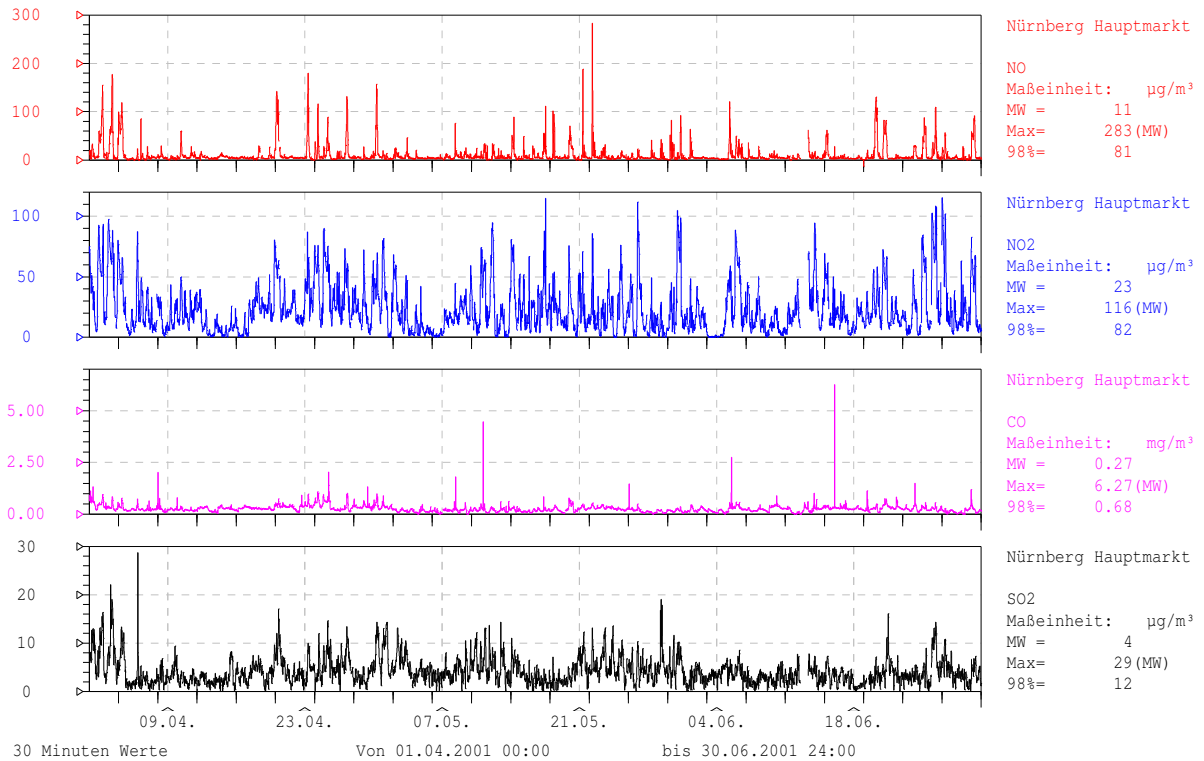 300
200
100
0
Nürnberg Hauptmarkt
NO
Maßeinheit: µg/m³
MW = 11
Max= 283(MW)
98%= 81
100
50
0
Nürnberg Hauptmarkt
NO2
Maßeinheit: µg/m³
MW = 23
Max= 116(MW)
98%= 82
5.00
2.50
0.00
Nürnberg Hauptmarkt
CO
Maßeinheit: mg/m³
MW = 0.27
Max= 6.27(MW)
98%= 0.68
30
20
10
0
Nürnberg Hauptmarkt
SO2
Maßeinheit: µg/m³
MW = 4
Max= 29(MW)
98%= 12
09.04. 23.04. 07.05. 21.05. 04.06. 18.06.
30 Minuten Werte Von 01.04.2001 00:00 bis 30.06.2001 24:00